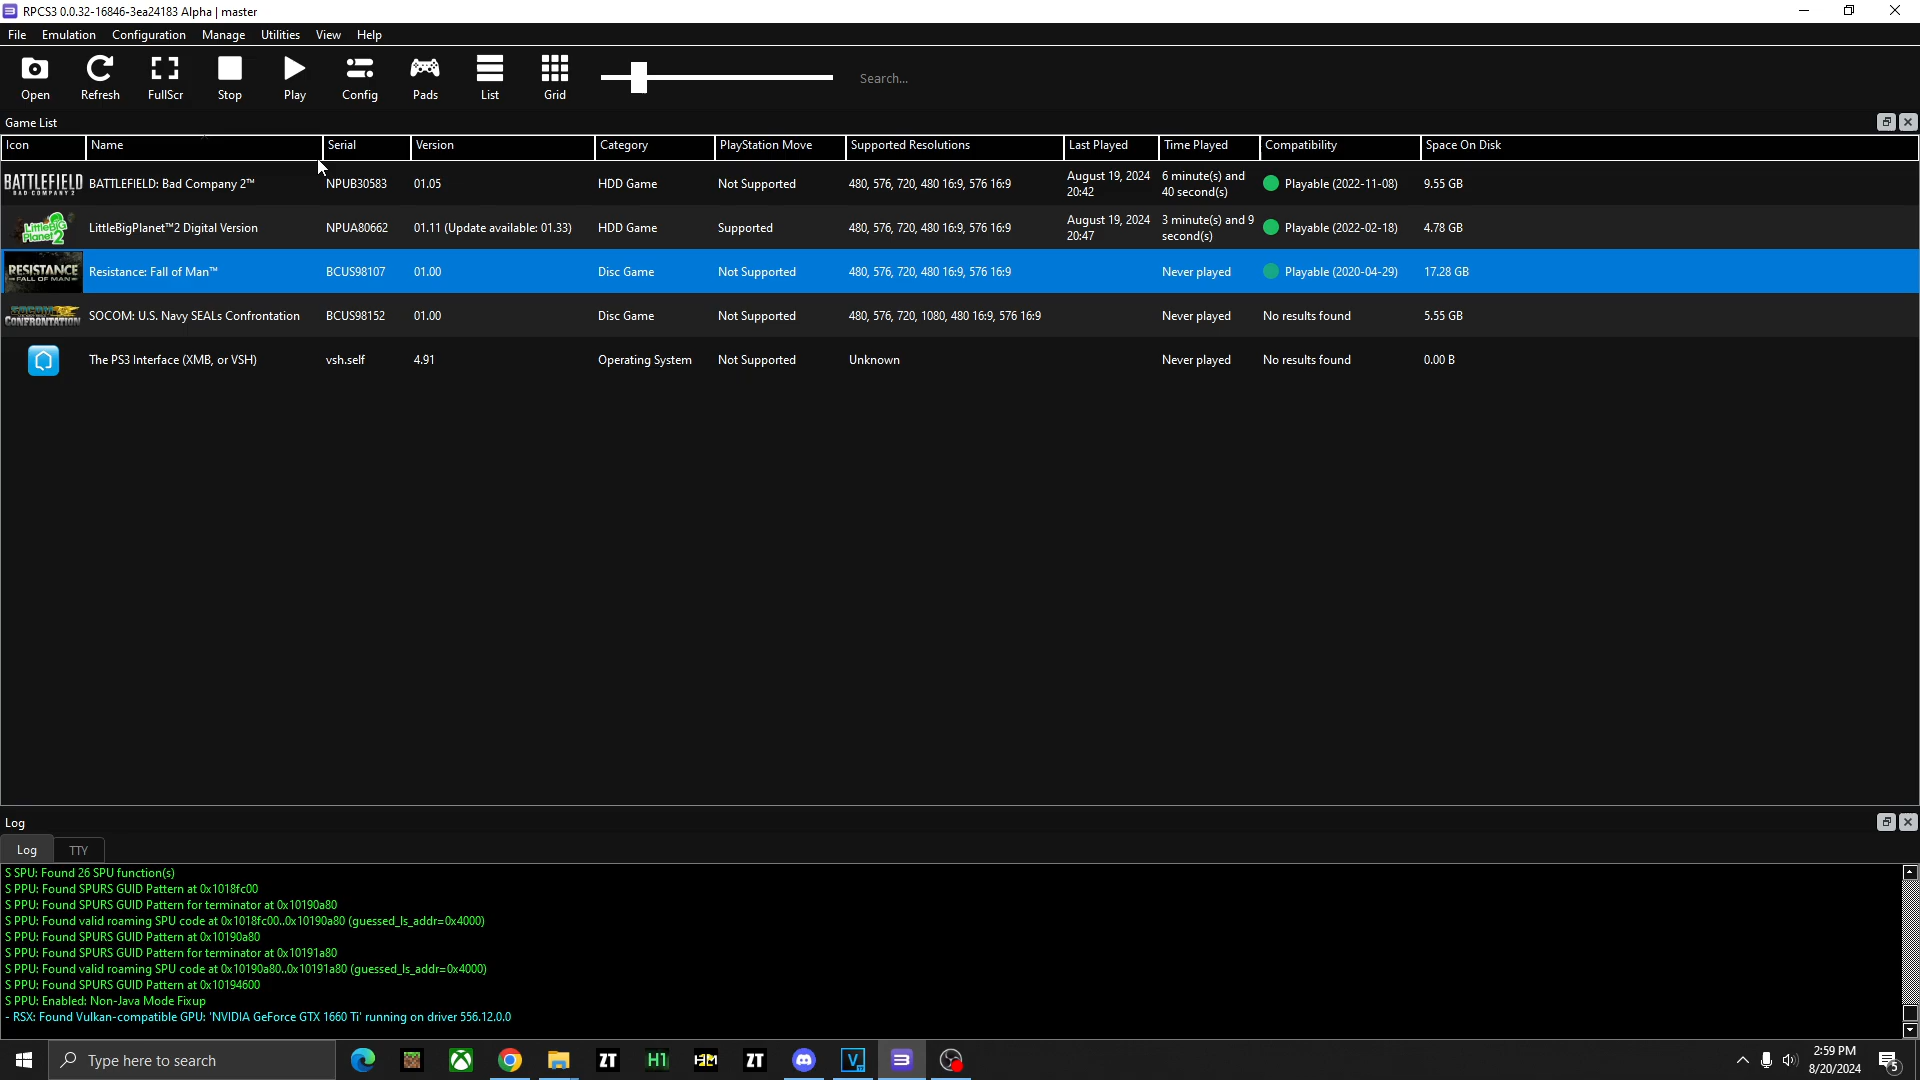 RPCS3 0.0.32-16846-3ea24183 Alpha | master
File Emulation Configuration Manage Utilities View Help
Open Refresh FullScr Stop Play Config Pads List Grid Search...
Game List
Icon Name Serial Version Category PlayStation Move Supported Resolutions Last Played Time Played Compatibility Space On Disk
BATTLEFIELD BAD COMPANY 2 BATTLEFIELD: Bad Company 2™ NPUB30583 01.05 HDD Game Not Supported 480, 576, 720, 480 16:9, 576 16:9 August 19, 2024 20:42 6 minute(s) and 40 second(s) Playable (2022-11-08) 9.55 GB
LittleBig Planet 2 LittleBigPlanet™2 Digital Version NPUA80662 01.11 (Update available: 01.33) HDD Game Supported 480, 576, 720, 480 16:9, 576 16:9 August 19, 2024 20:47 3 minute(s) and 9 second(s) Playable (2022-02-18) 4.78 GB
RESISTANCE FALL OF MAN Resistance: Fall of Man™ BCUS98107 01.00 Disc Game Not Supported 480, 576, 720, 480 16:9, 576 16:9 Never played Playable (2020-04-29) 17.28 GB
SOCOM CONFRONTATION SOCOM: U.S. Navy SEALs Confrontation BCUS98152 01.00 Disc Game Not Supported 480, 576, 720, 1080, 480 16:9, 576 16:9 Never played No results found 5.55 GB
The PS3 Interface (XMB, or VSH) vsh.self 4.91 Operating System Not Supported Unknown Never played No results found 0.00 B
Log
Log TTY
S SPU: Found 26 SPU function(s)
S PPU: Found SPURS GUID Pattern at 0x1018fc00
S PPU: Found SPURS GUID Pattern for terminator at 0x10190a80
S PPU: Found valid roaming SPU code at 0x1018fc00..0x10190a80 (guessed_ls_addr=0x4000)
S PPU: Found SPURS GUID Pattern at 0x10190a80
S PPU: Found SPURS GUID Pattern for terminator at 0x10191a80
S PPU: Found valid roaming SPU code at 0x10190a80..0x10191a80 (guessed_ls_addr=0x4000)
S PPU: Found SPURS GUID Pattern at 0x10194600
S PPU: Enabled: Non-Java Mode Fixup
- RSX: Found Vulkan-compatible GPU: 'NVIDIA GeForce GTX 1660 Ti' running on driver 556.12.0.0
Type here to search ZT H1 ZT V 2:59 PM
8/20/2024 5